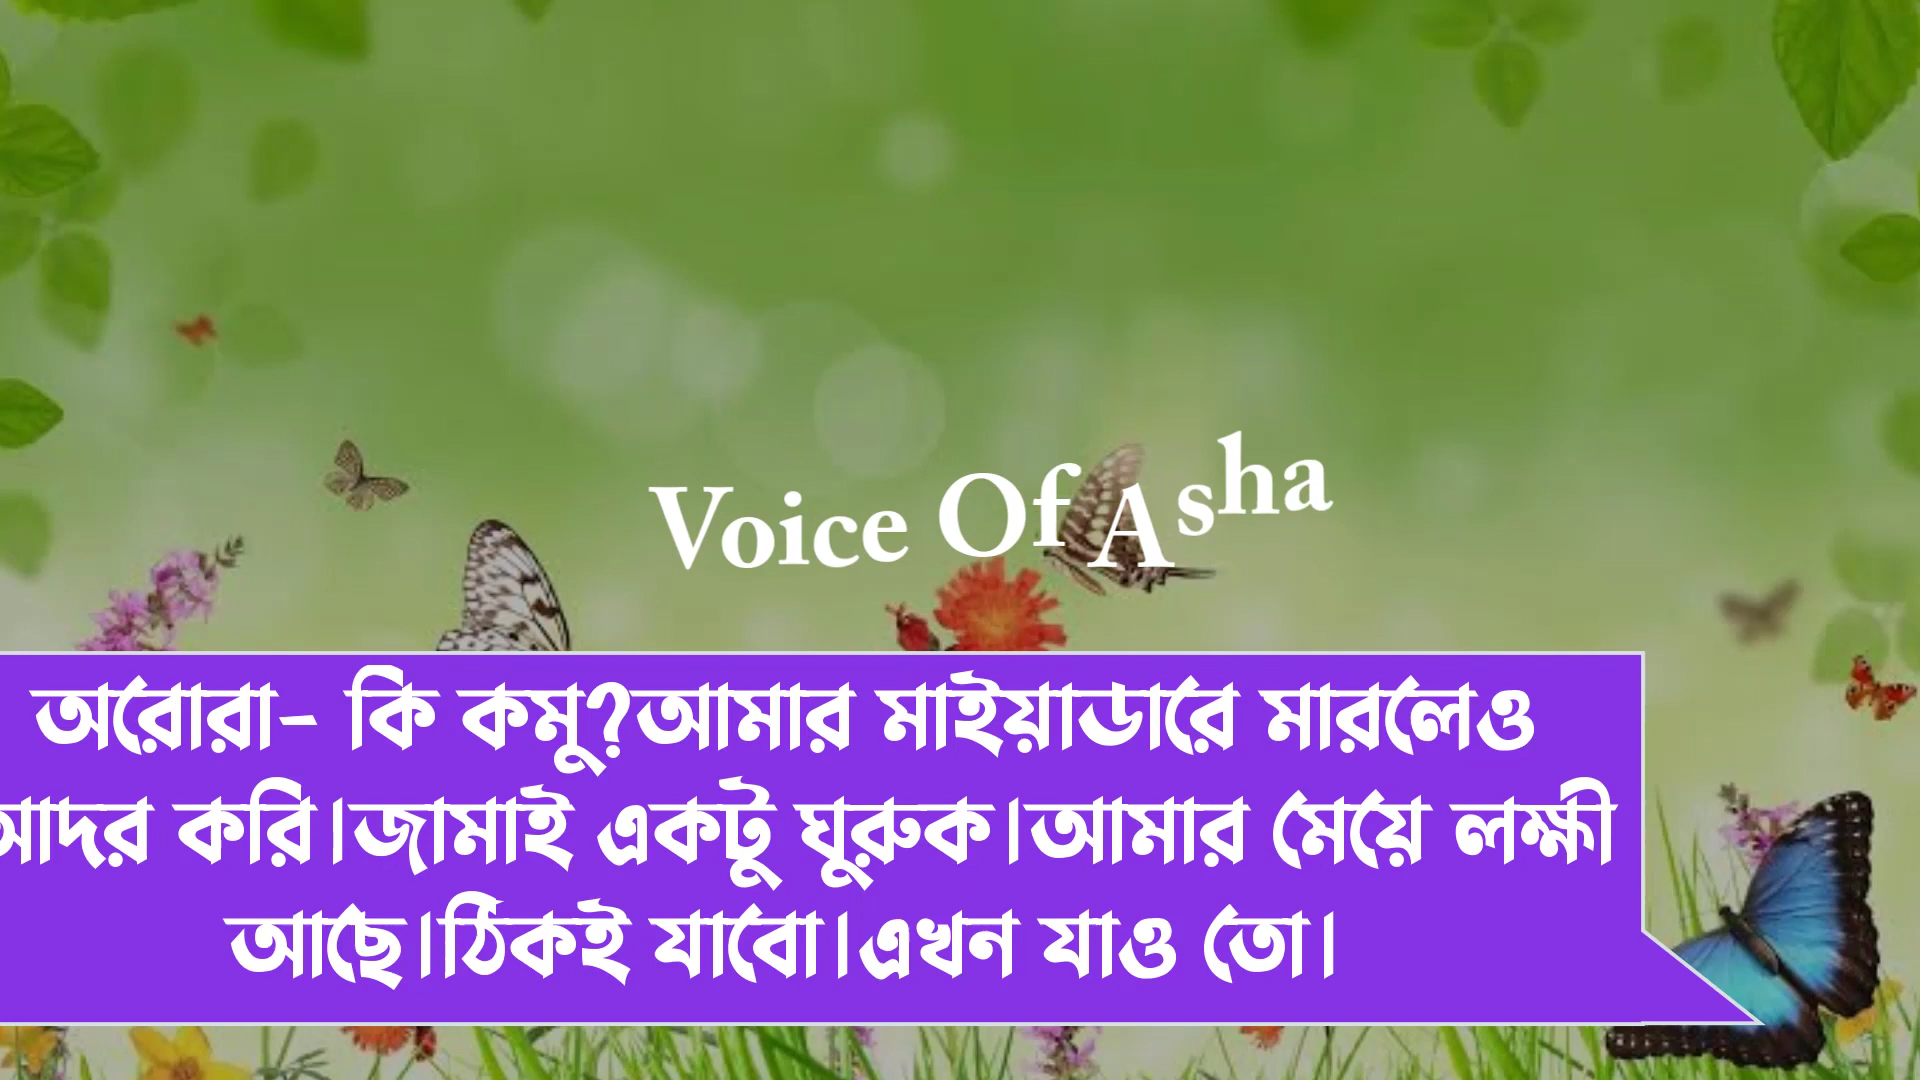 Voice Of Asha
অরোরা- কি কমু?আমার মাইয়াডারে মারলেও
আদর করি।জামাই একটু ঘুরুক।আমার মেয়ে লক্ষী
আছে।ঠিকই যাবো।এখন যাও তো।